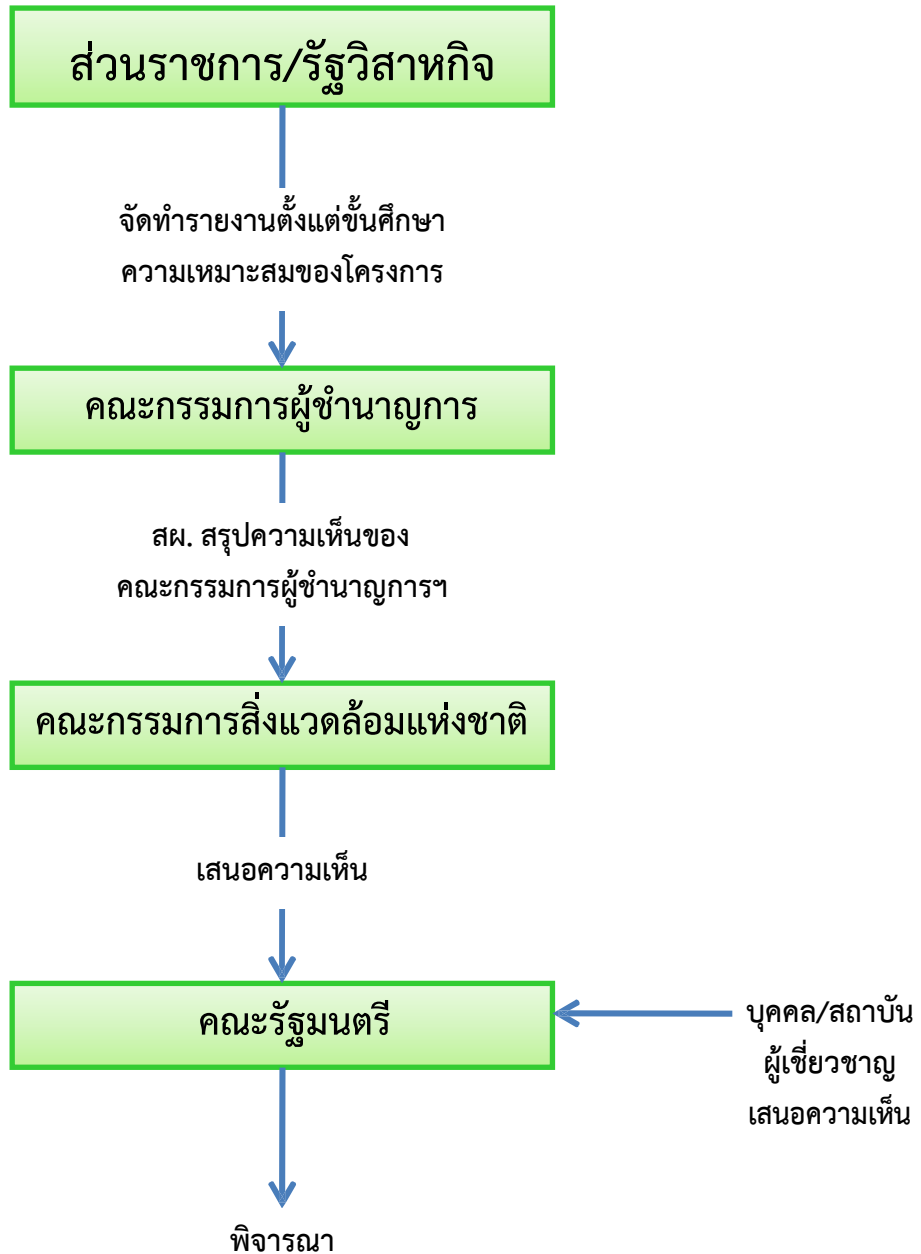 ส่วนราชการ/รัฐวิสาหกิจ
จัดทำรายงานตั้งแต่ขั้นศึกษา
ความเหมาะสมของโครงการ
คณะกรรมการผู้ชำนาญการ
สผ. สรุปความเห็นของ
คณะกรรมการผู้ชำนาญการฯ
คณะกรรมการสิ่งแวดล้อมแห่งชาติ
เสนอความเห็น
คณะรัฐมนตรี
บุคคล/สถาบัน
ผู้เชี่ยวชาญ
เสนอความเห็น
พิจารณา